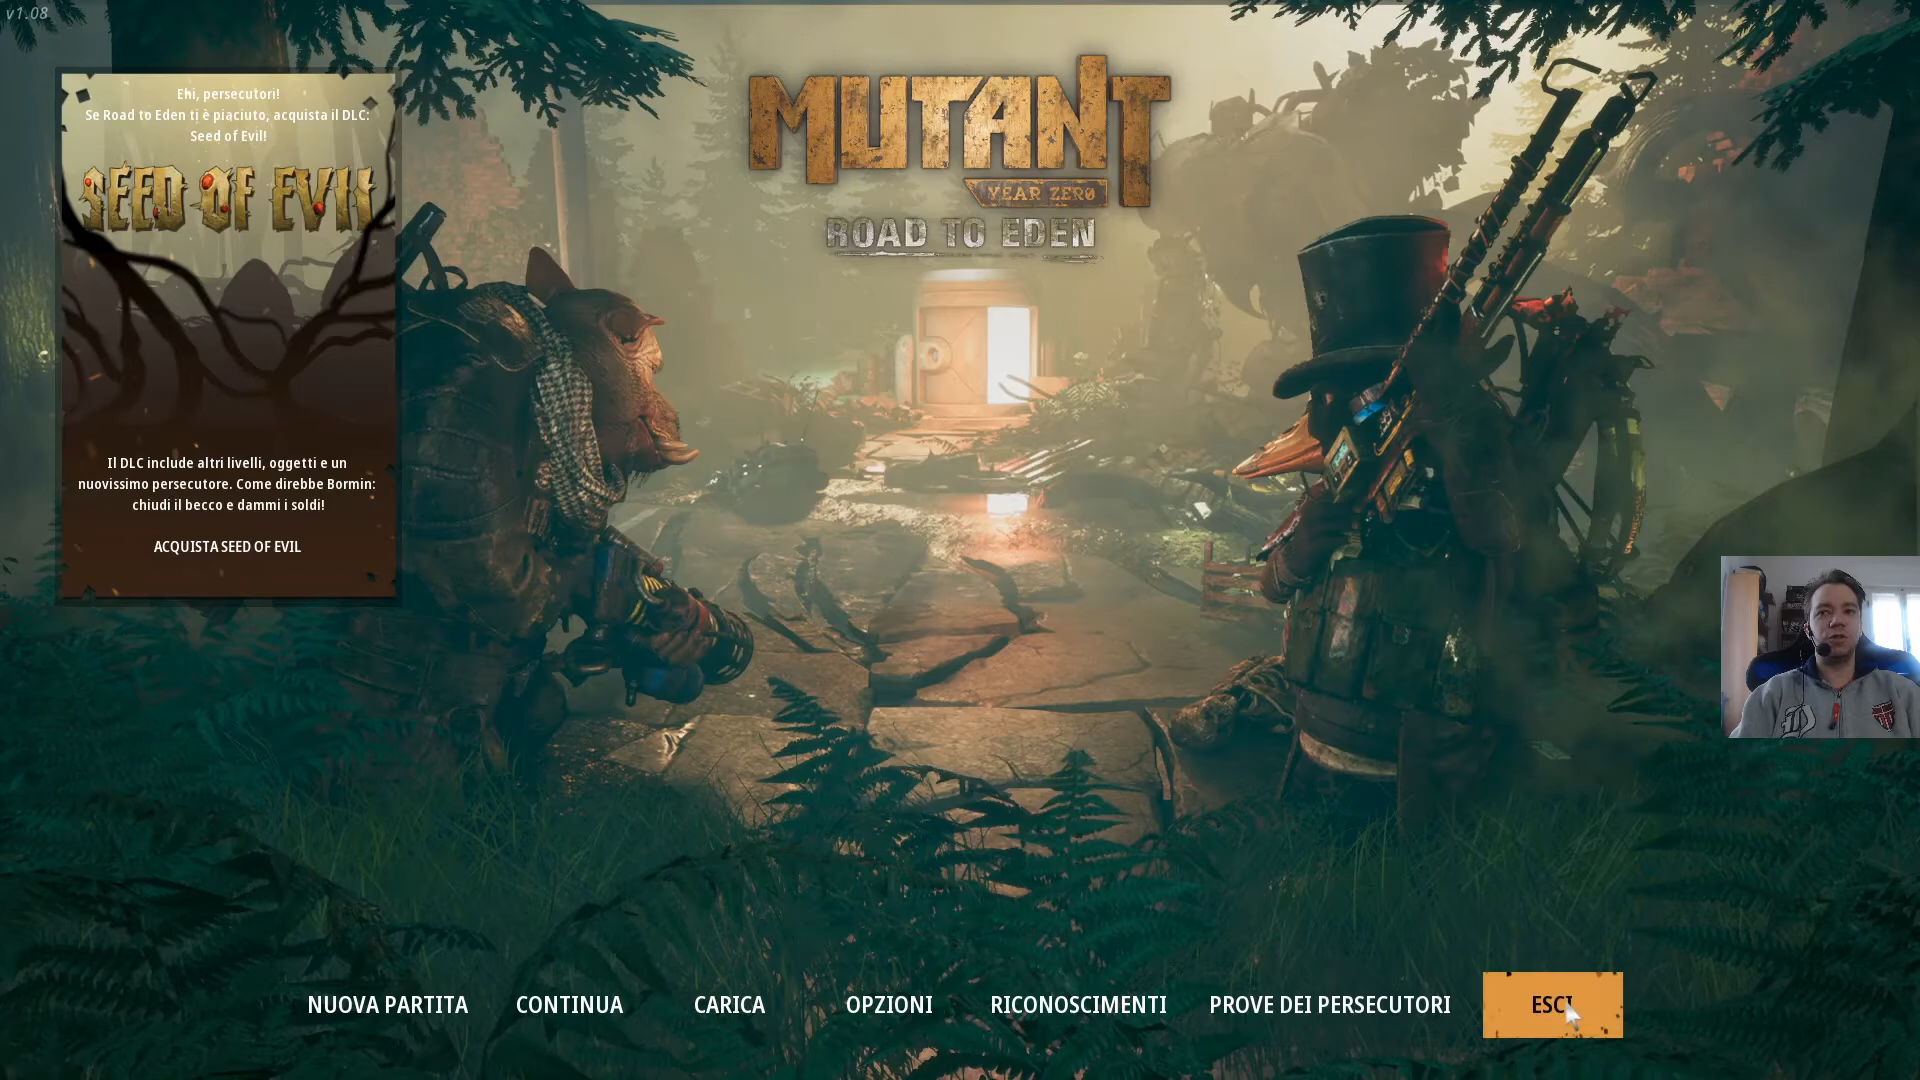 v1.08
Ehi, persecutori!
Se Road to Eden ti è piaciuto, acquista il DLC:
Seed of Evil!
SEED OF EVIL
Il DLC include altri livelli, oggetti e un
nuovissimo persecutore. Come direbbe Bormin:
chiudi il becco e dammi i soldi!
ACQUISTA SEED OF EVIL
MUTANT
YEAR ZERO
ROAD TO EDEN
NUOVA PARTITA
CONTINUA
CARICA
OPZIONI
RICONOSCIMENTI
PROVE DEI PERSECUTORI
ESCI